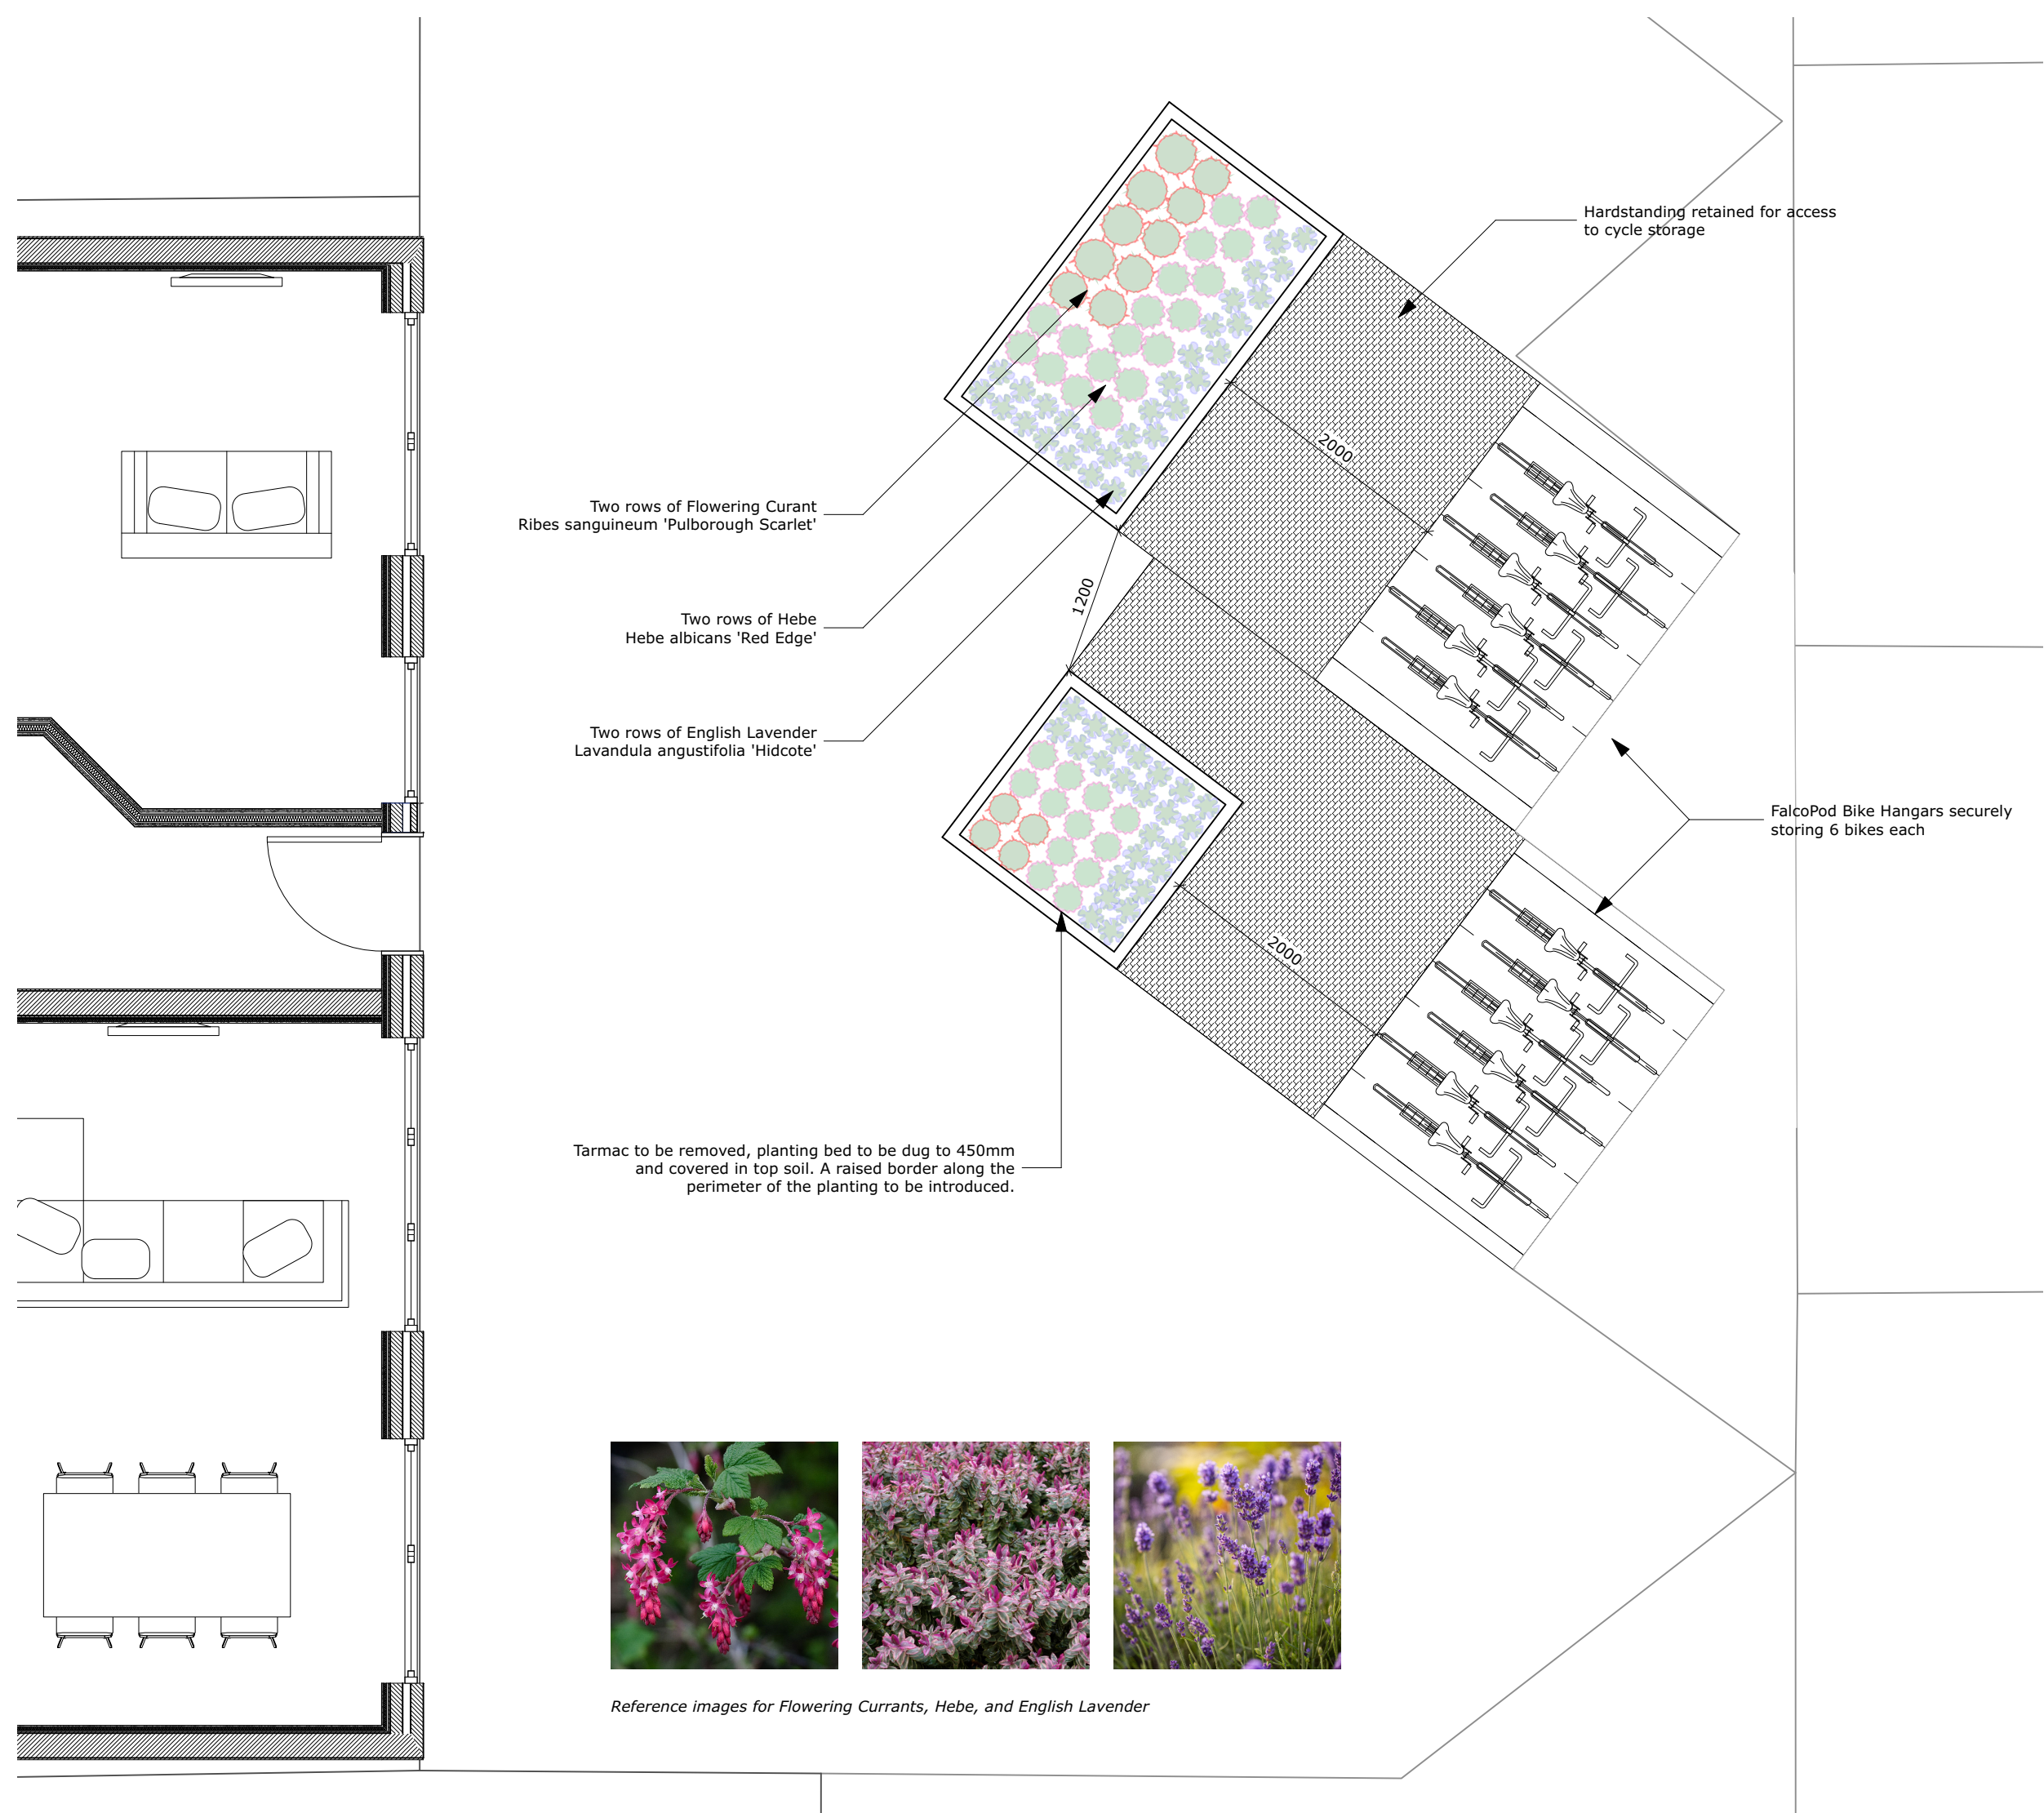 Hardstanding retained for access
to cycle storage
2000
Two rows of Flowering Curant
Ribes sanguineum 'Pulborough Scarlet'
1200
Two rows of Hebe
Hebe albicans 'Red Edge'
Two rows of English Lavender
Lavandula angustifolia 'Hidcote'
FalcoPod Bike Hangars securely
storing 6 bikes each
2000
Tarmac to be removed, planting bed to be dug to 450mm
and covered in top soil. A raised border along the
perimeter of the planting to be introduced.
Reference images for Flowering Currants, Hebe, and English Lavender